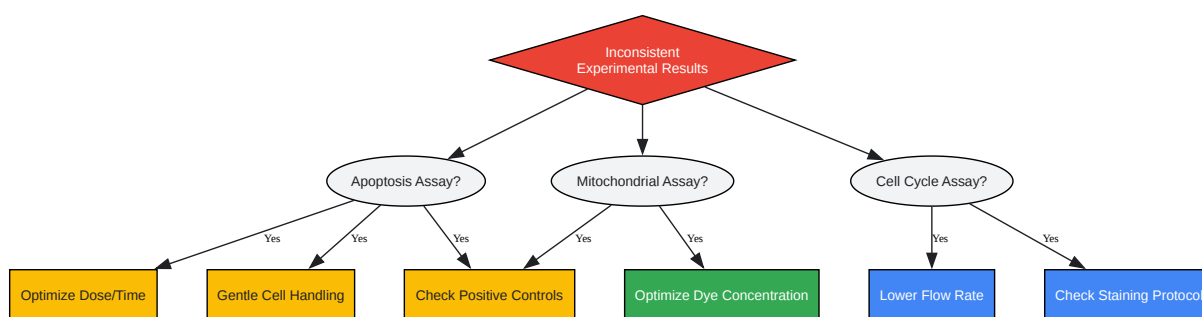 Inconsistent
Experimental Results
Apoptosis Assay?
Mitochondrial Assay?
Cell Cycle Assay?
Yes
Yes
Yes
Yes
Yes
Yes
Yes
Optimize Dose/Time
Gentle Cell Handling
Check Positive Controls
Optimize Dye Concentration
Lower Flow Rate
Check Staining Protocol